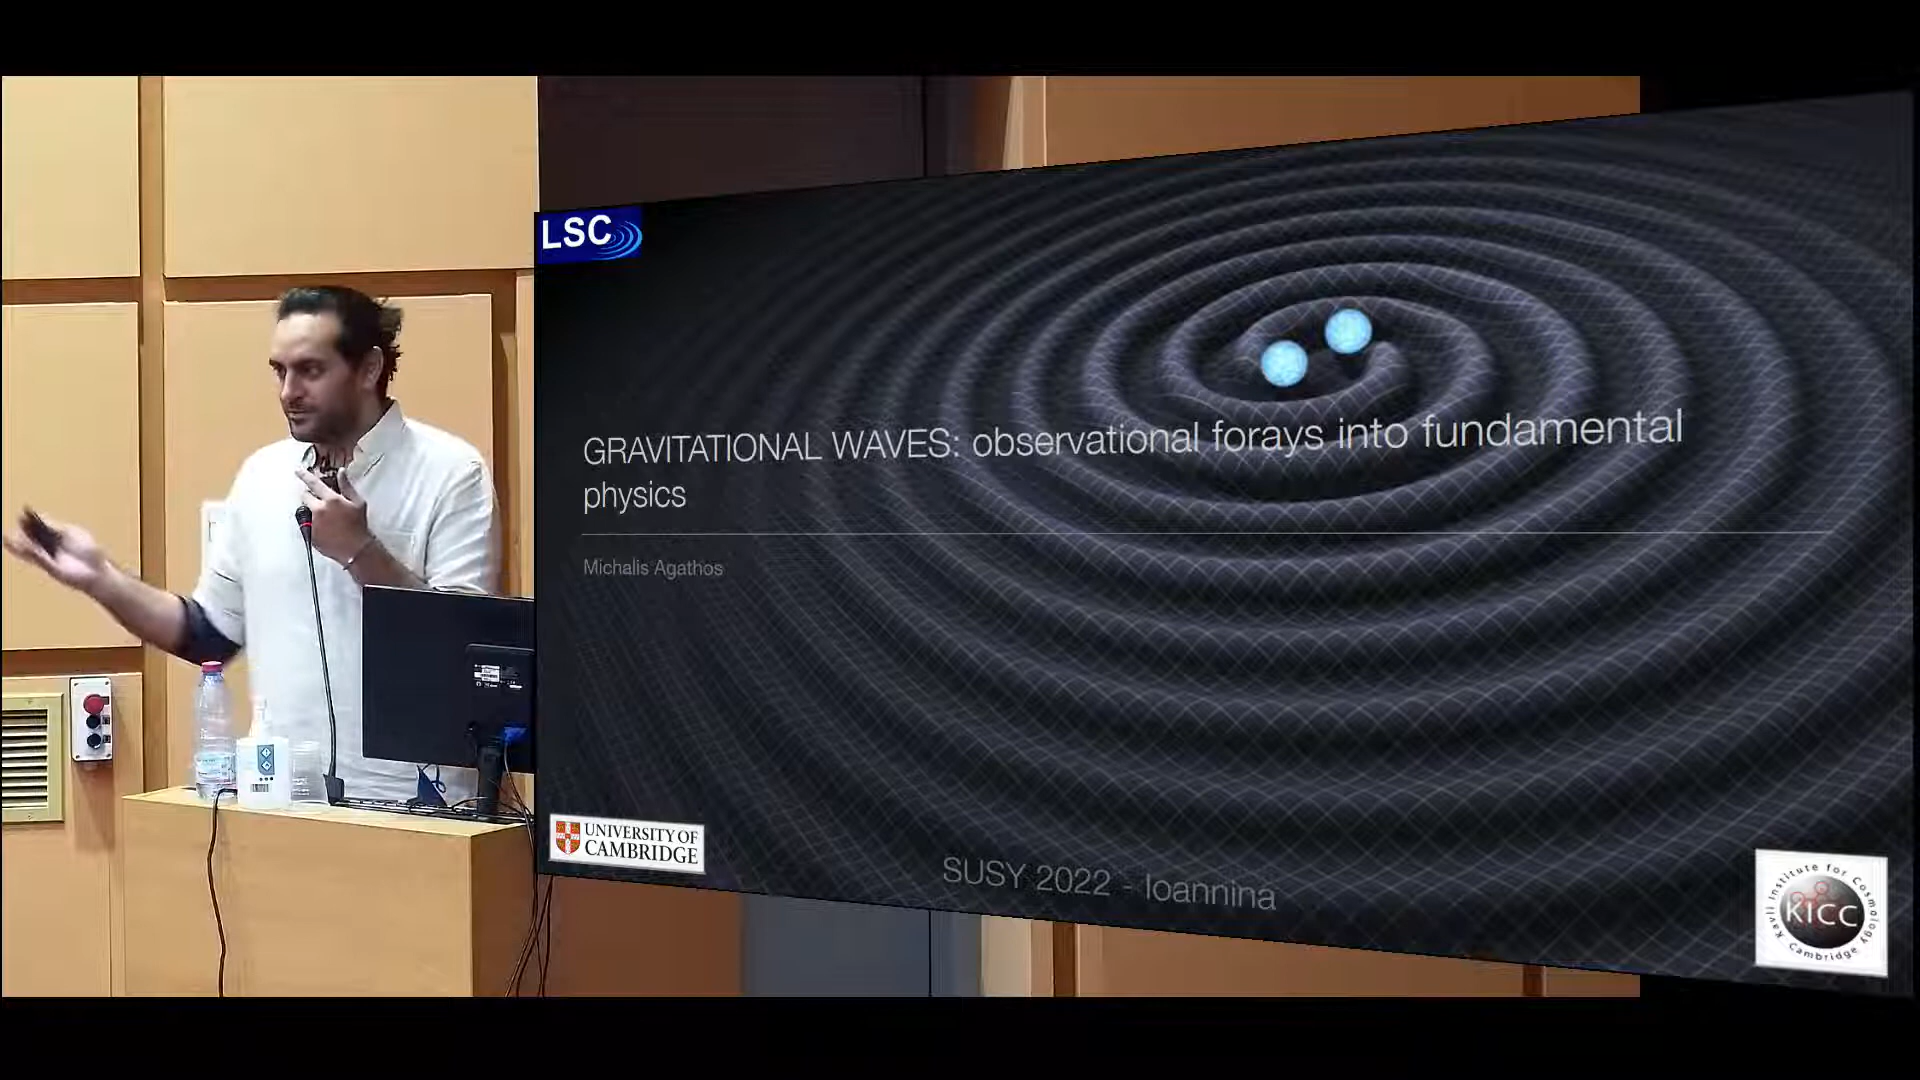 LSC
GRAVITATIONAL WAVES: observational forays into fundamental
physics
Michalis Agathos
UNIVERSITY OF
CAMBRIDGE
SUSY 2022 - Ioannina
Kavli Institute for Cosmology
KICC
Cambridge